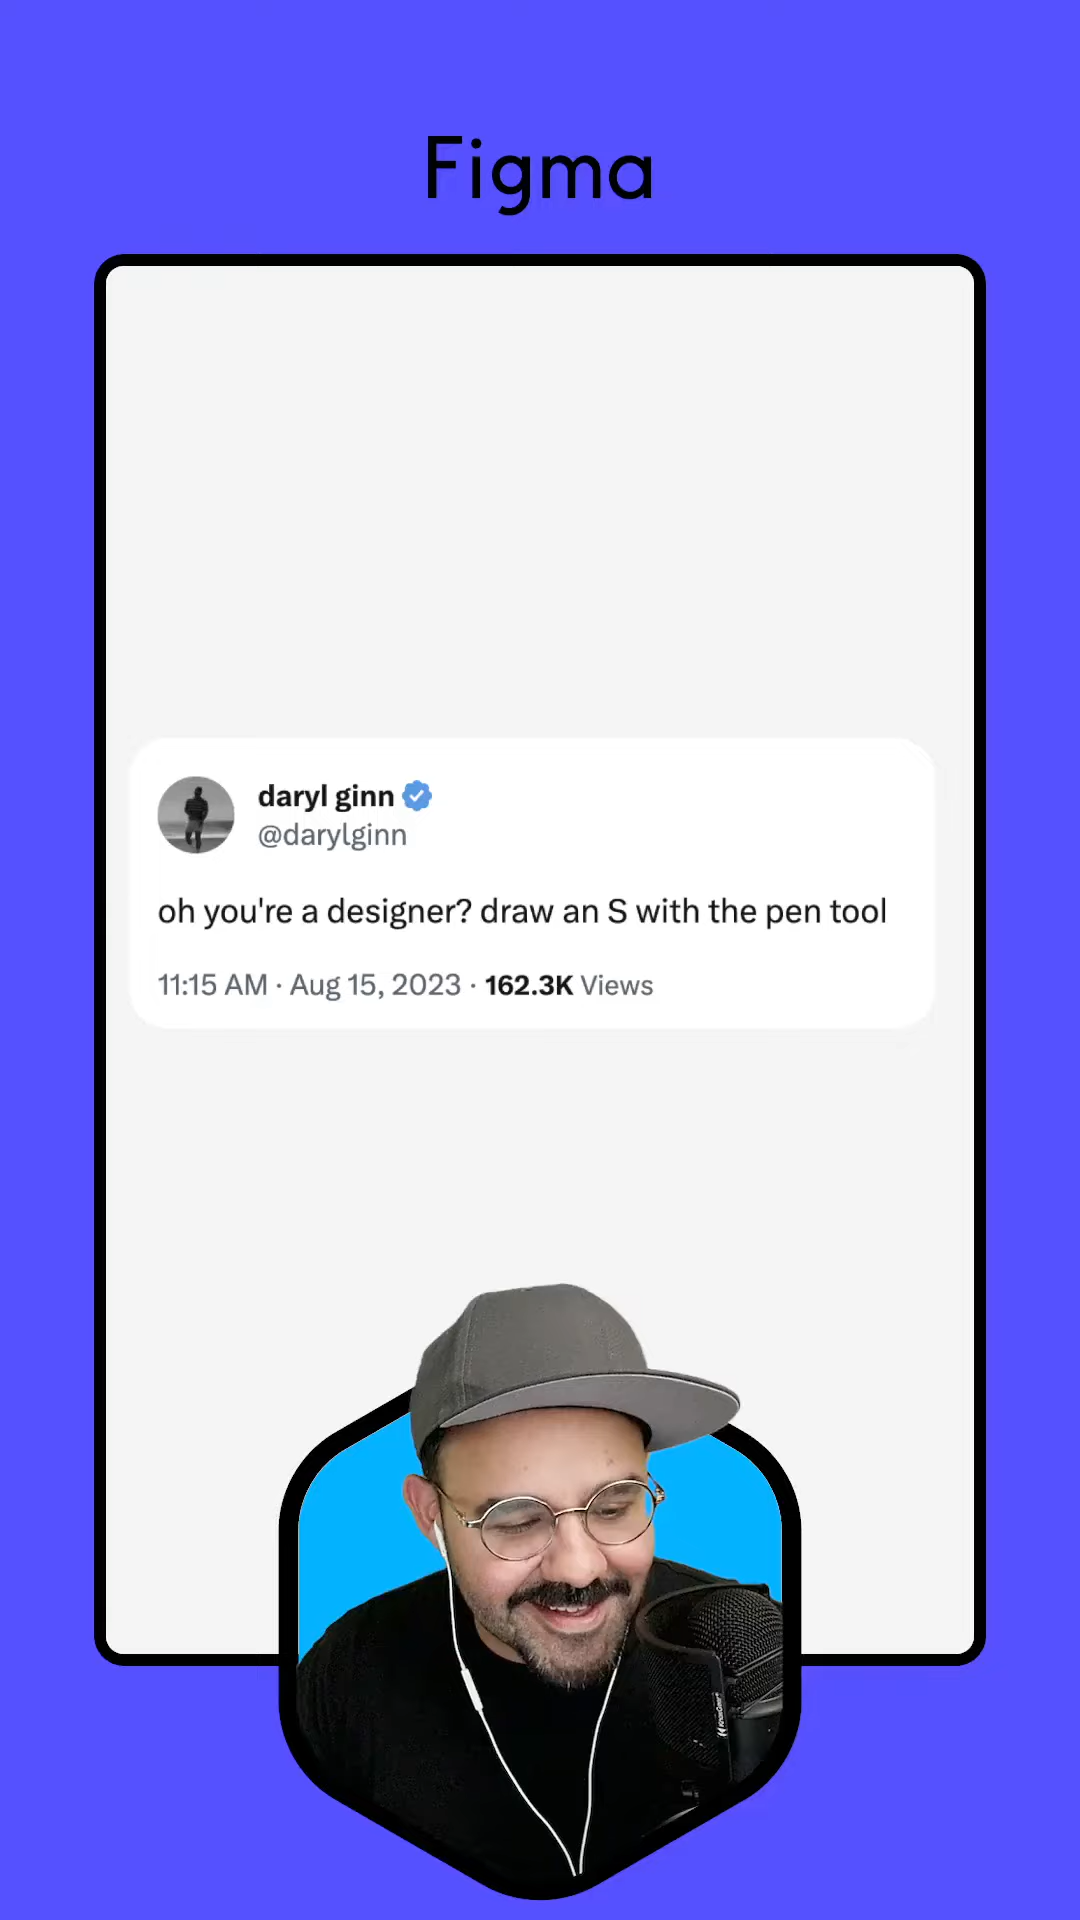 Figma
daryl ginn
@darylginn
oh you're a designer? draw an S with the pen tool
11:15 AM · Aug 15, 2023 · 162.3K Views